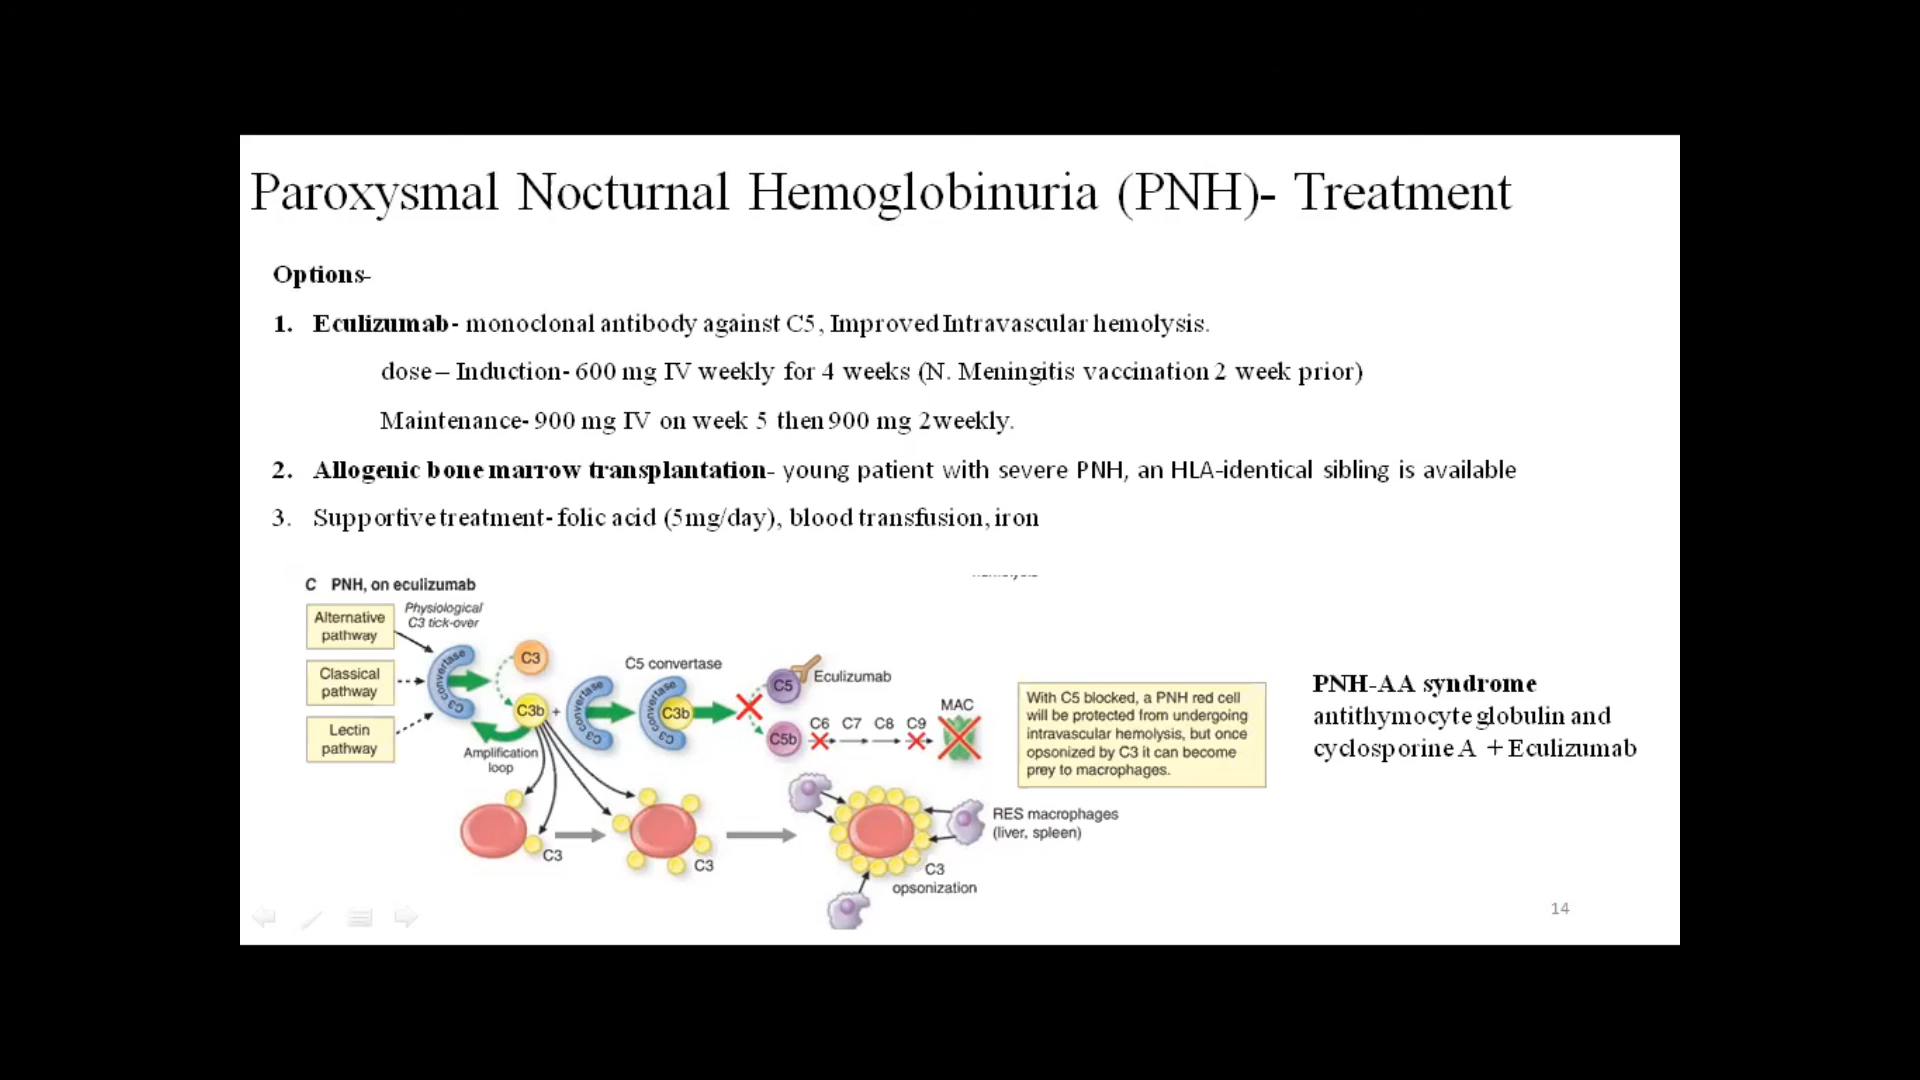 Paroxysmal Nocturnal Hemoglobinuria (PNH)- Treatment
Options-
1. Eculizumab- monoclonal antibody against C5, Improved Intravascular hemolysis.
dose – Induction- 600 mg IV weekly for 4 weeks (N. Meningitis vaccination 2 week prior)
Maintenance- 900 mg IV on week 5 then 900 mg 2weekly.
2. Allogenic bone marrow transplantation- young patient with severe PNH, an HLA-identical sibling is available
3. Supportive treatment- folic acid (5mg/day), blood transfusion, iron
C PNH, on eculizumab
Alternative
pathway
Physiological
C3 tick-over
Classical
pathway
Lectin
pathway
C3 convertase
C3
C3b
+
Amplification
loop
C3 convertase
C5 convertase
C3 convertase
C3b
C5
Eculizumab
C5b
C6 C7 C8 C9
MAC
With C5 blocked, a PNH red cell
will be protected from undergoing
intravascular hemolysis, but once
opsonized by C3 it can become
prey to macrophages.
PNH-AA syndrome
antithymocyte globulin and
cyclosporine A + Eculizumab
C3
C3
RES macrophages
(liver, spleen)
C3
opsonization
14